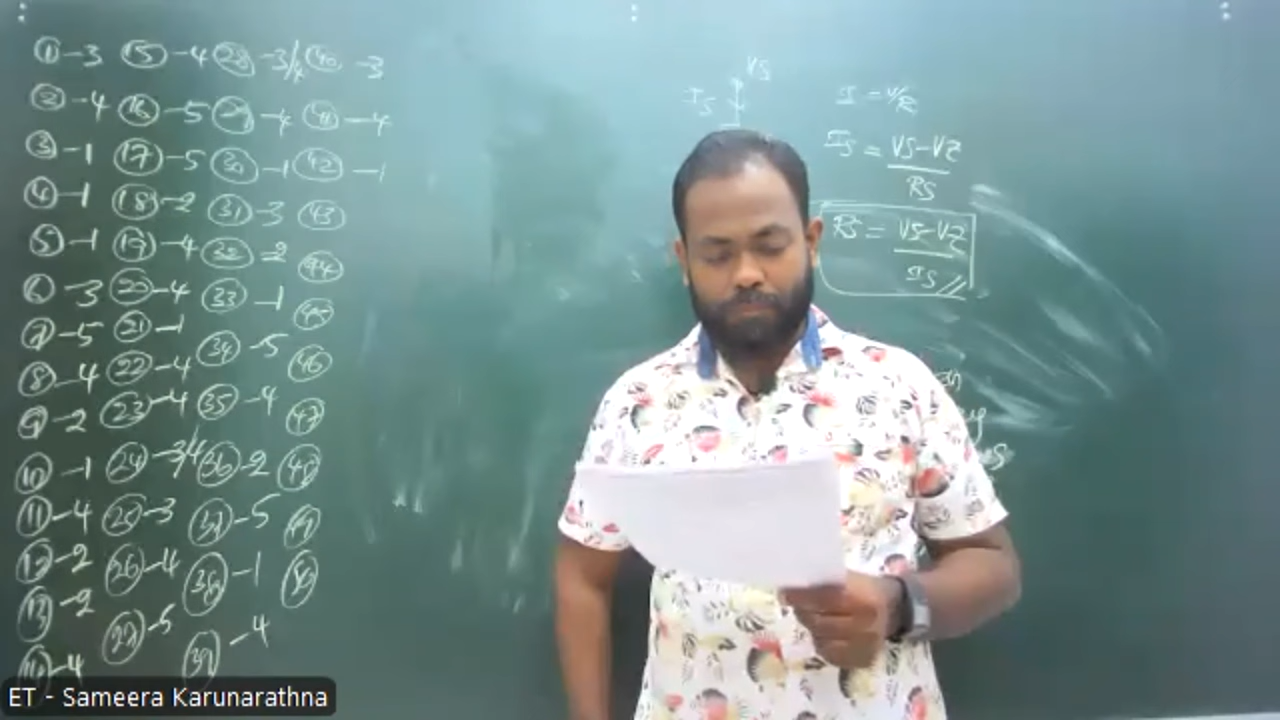 ① -3 ⑮ -4 ㉘ -3/4 ㊵ -3
② -4 ⑯ -5 ㉙ -4 ㊶ -4
③ -1 ⑰ -5 ㉚ -1 ㊷ -1
④ -1 ⑱ -2 ㉛ -3 ㊸
⑤ -1 ⑲ -4 ㉜ =2 ㊹
⑥ -3 ⑳ -4 ㉝ -1 ㊺
⑦ -5 ㉑ -1 ㉞ -5 ㊻
⑧ -4 ㉒ -4 ㉟ -4 ㊼
⑨ -2 ㉓ -4 ㊱ -2 ㊽
⑩ -1 ㉔ -3/4 ㊲ -5 ㊾
⑪ -4 ㉕ -3 ㊳ -1 ㊿
⑫ -2 ㉖ -4 ㊴ -4
⑬ -2 ㉗ -5
⑭ -4
VS
IS
I = V/R
IS = VS-VZ
RS
RS = VS-VZ
IS //
ET - Sameera Karunarathna